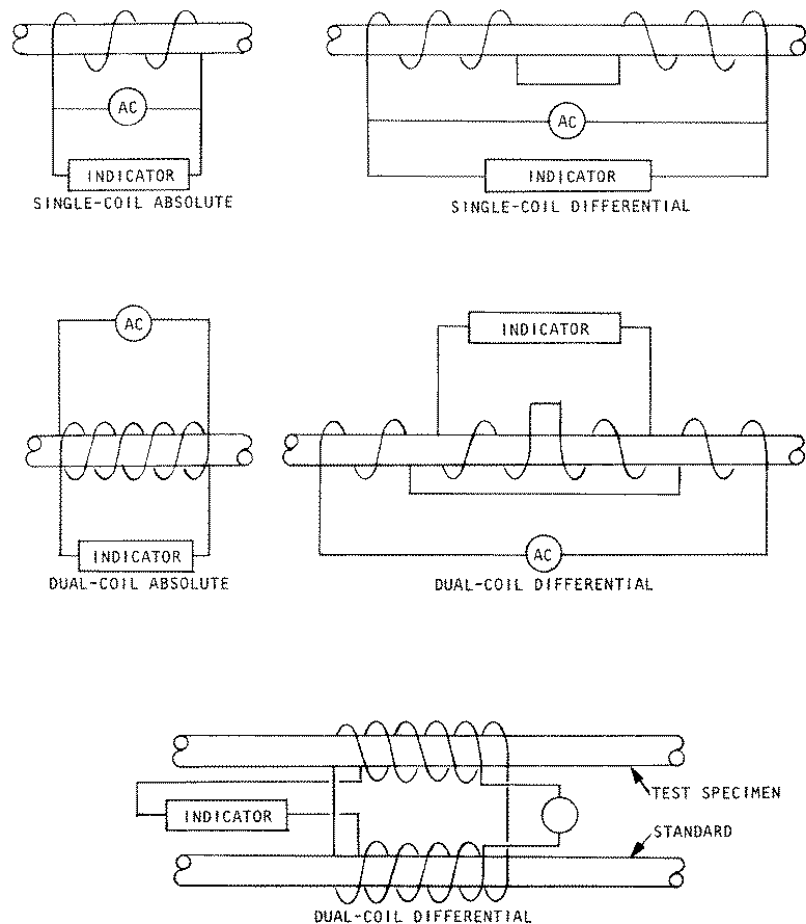 AC
INDICATOR
SINGLE-COIL ABSOLUTE
AC
INDICATOR
SINGLE-COIL DIFFERENTIAL
AC
INDICATOR
DUAL-COIL ABSOLUTE
INDICATOR
AC
DUAL-COIL DIFFERENTIAL
TEST SPECIMEN
INDICATOR
STANDARD
DUAL-COIL DIFFERENTIAL